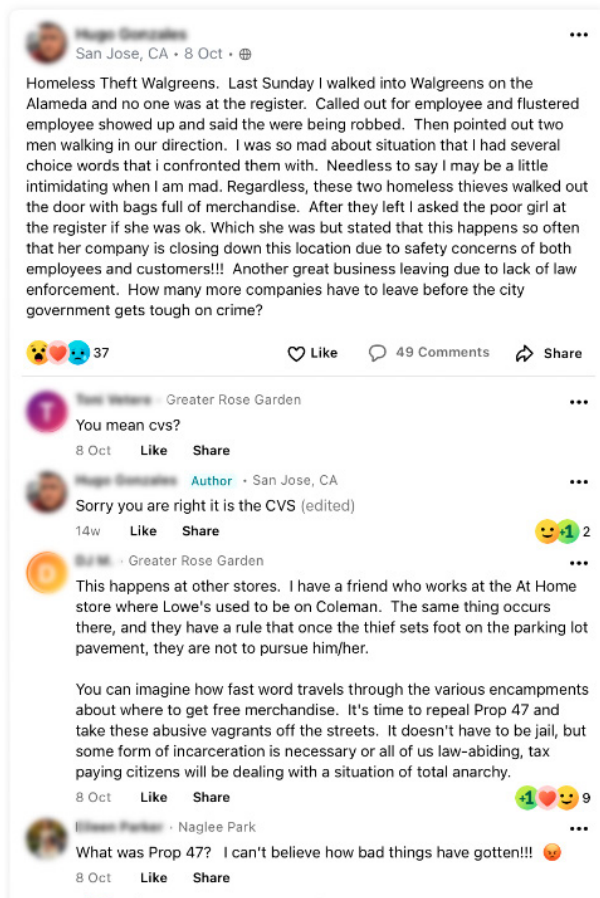 San Jose, CA • 8 Oct •
Homeless Theft Walgreens. Last Sunday I walked into Walgreens on the
Alameda and no one was at the register. Called out for employee and flustered
employee showed up and said the were being robbed. Then pointed out two
men walking in our direction. I was so mad about situation that I had several
choice words that i confronted them with. Needless to say I may be a little
intimidating when I am mad. Regardless, these two homeless thieves walked out
the door with bags full of merchandise. After they left I asked the poor girl at
the register if she was ok. Which she was but stated that this happens so often
that her company is closing down this location due to safety concerns of both
employees and customers!!! Another great business leaving due to lack of law
enforcement. How many more companies have to leave before the city
government gets tough on crime?
37 Like 49 Comments Share
T Greater Rose Garden
You mean cvs?
8 Oct Like Share
Author • San Jose, CA
Sorry you are right it is the CVS (edited)
14w Like Share +1 2
D · Greater Rose Garden
This happens at other stores. I have a friend who works at the At Home
store where Lowe's used to be on Coleman. The same thing occurs
there, and they have a rule that once the thief sets foot on the parking lot
pavement, they are not to pursue him/her.
You can imagine how fast word travels through the various encampments
about where to get free merchandise. It's time to repeal Prop 47 and
take these abusive vagrants off the streets. It doesn't have to be jail, but
some form of incarceration is necessary or all of us law-abiding, tax
paying citizens will be dealing with a situation of total anarchy.
8 Oct Like Share +1 9
· Naglee Park
What was Prop 47? I can't believe how bad things have gotten!!! 😡
8 Oct Like Share